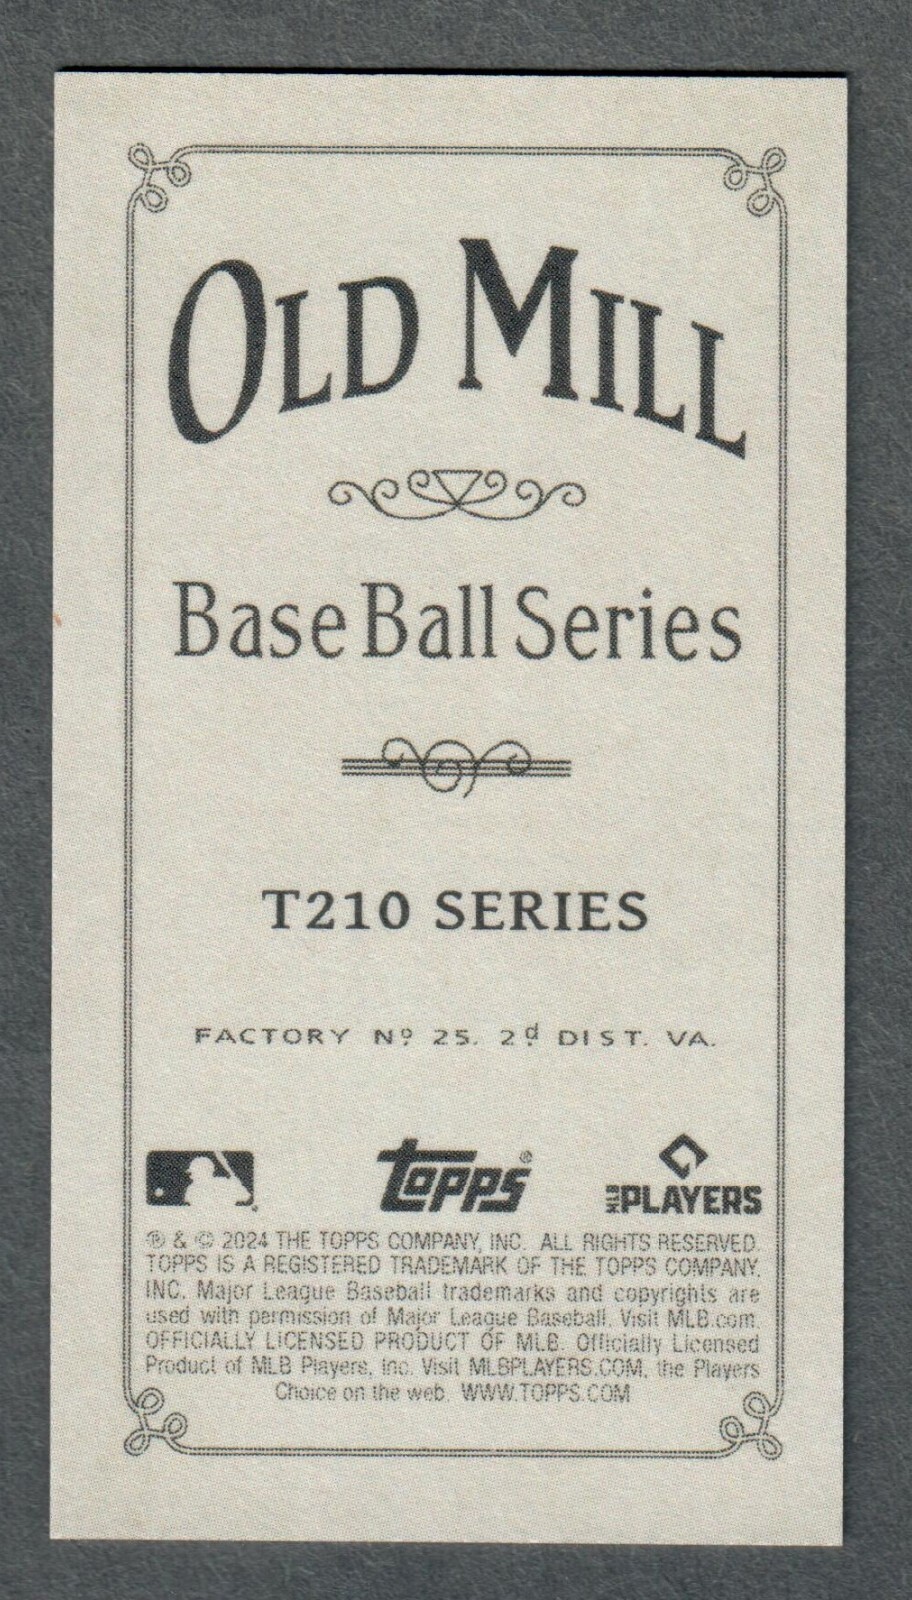 OLD MILL
Base Ball Series
T210 SERIES
FACTORY Nº 25. 2d DIST. VA.
topps® MLB PLAYERS
® & © 2024 THE TOPPS COMPANY, INC. ALL RIGHTS RESERVED.
TOPPS IS A REGISTERED TRADEMARK OF THE TOPPS COMPANY,
INC. Major League Baseball trademarks and copyrights are
used with permission of Major League Baseball. Visit MLB.com.
OFFICIALLY LICENSED PRODUCT OF MLB. Officially Licensed
Product of MLB Players, Inc. Visit MLBPLAYERS.COM, the Players
Choice on the web. WWW.TOPPS.COM